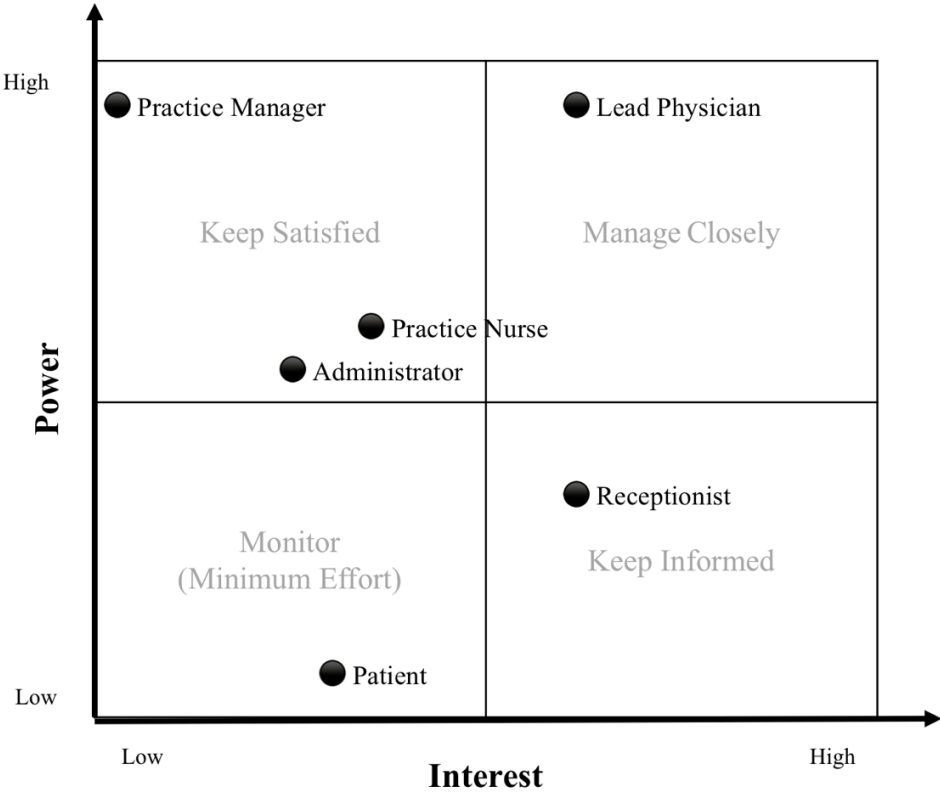 High
Practice Manager
Lead Physician
Keep Satisfied
Manage Closely
Practice Nurse
Administrator
Power
Receptionist
Monitor
(Minimum Effort)
Keep Informed
Patient
Low
Low
High
Interest